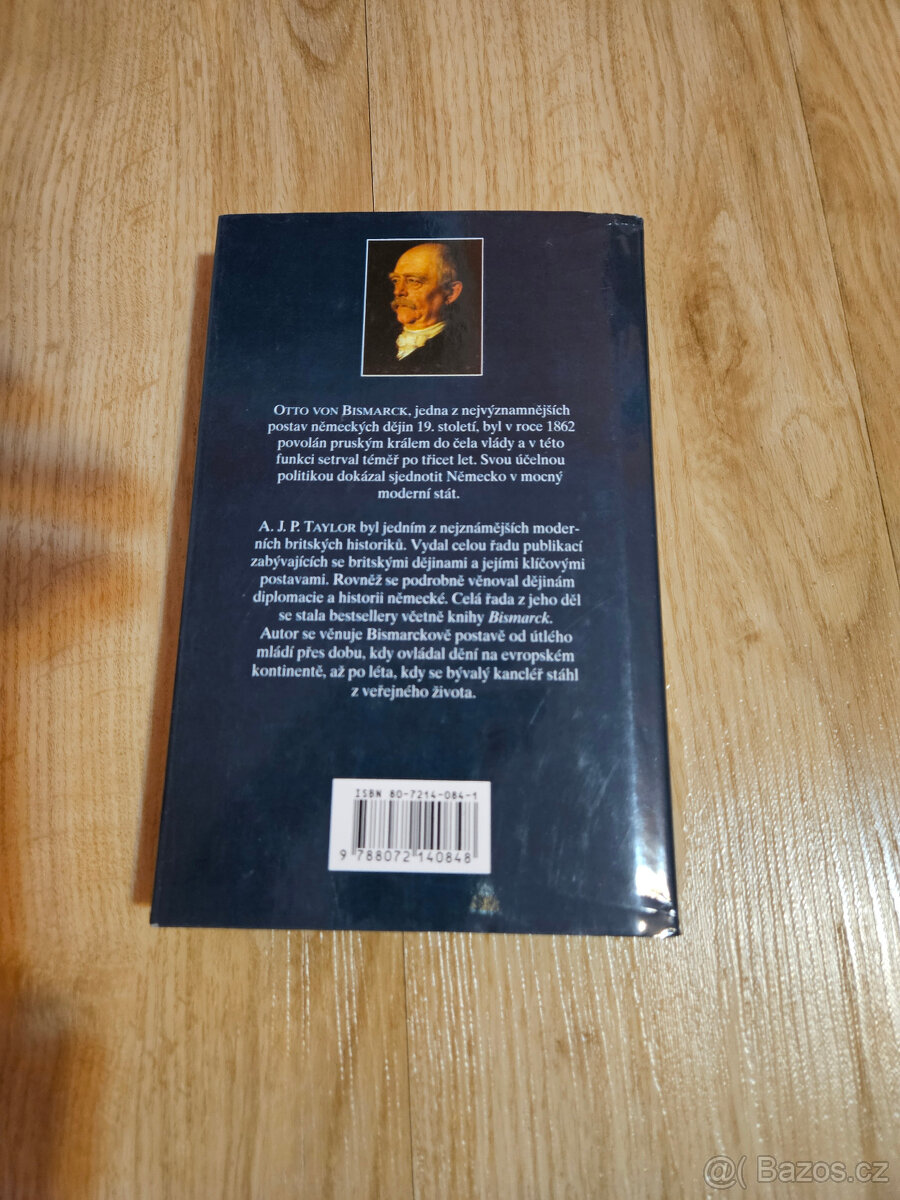 OTTO VON BISMARCK, jedna z nejvýznamnějších
postav německých dějin 19. století, byl v roce 1862
povolán pruským králem do čela vlády a v této
funkci setrval téměř po třicet let. Svou účelnou
politikou dokázal sjednotit Německo v mocný
moderní stát.
A. J. P. TAYLOR byl jedním z nejznámějších moder-
ních britských historiků. Vydal celou řadu publikací
zabývajících se britskými dějinami a jejími klíčovými
postavami. Rovněž se podrobně věnoval dějinám
diplomacie a historii německé. Celá řada z jeho děl
se stala bestsellery včetně knihy Bismarck.
Autor se věnuje Bismarckově postavě od útlého
mládí přes dobu, kdy ovládal dění na evropském
kontinentě, až po léta, kdy se bývalý kancléř stáhl
z veřejného života.
ISBN 80-7214-084-1
9 788072 140848
@ Bazos.cz